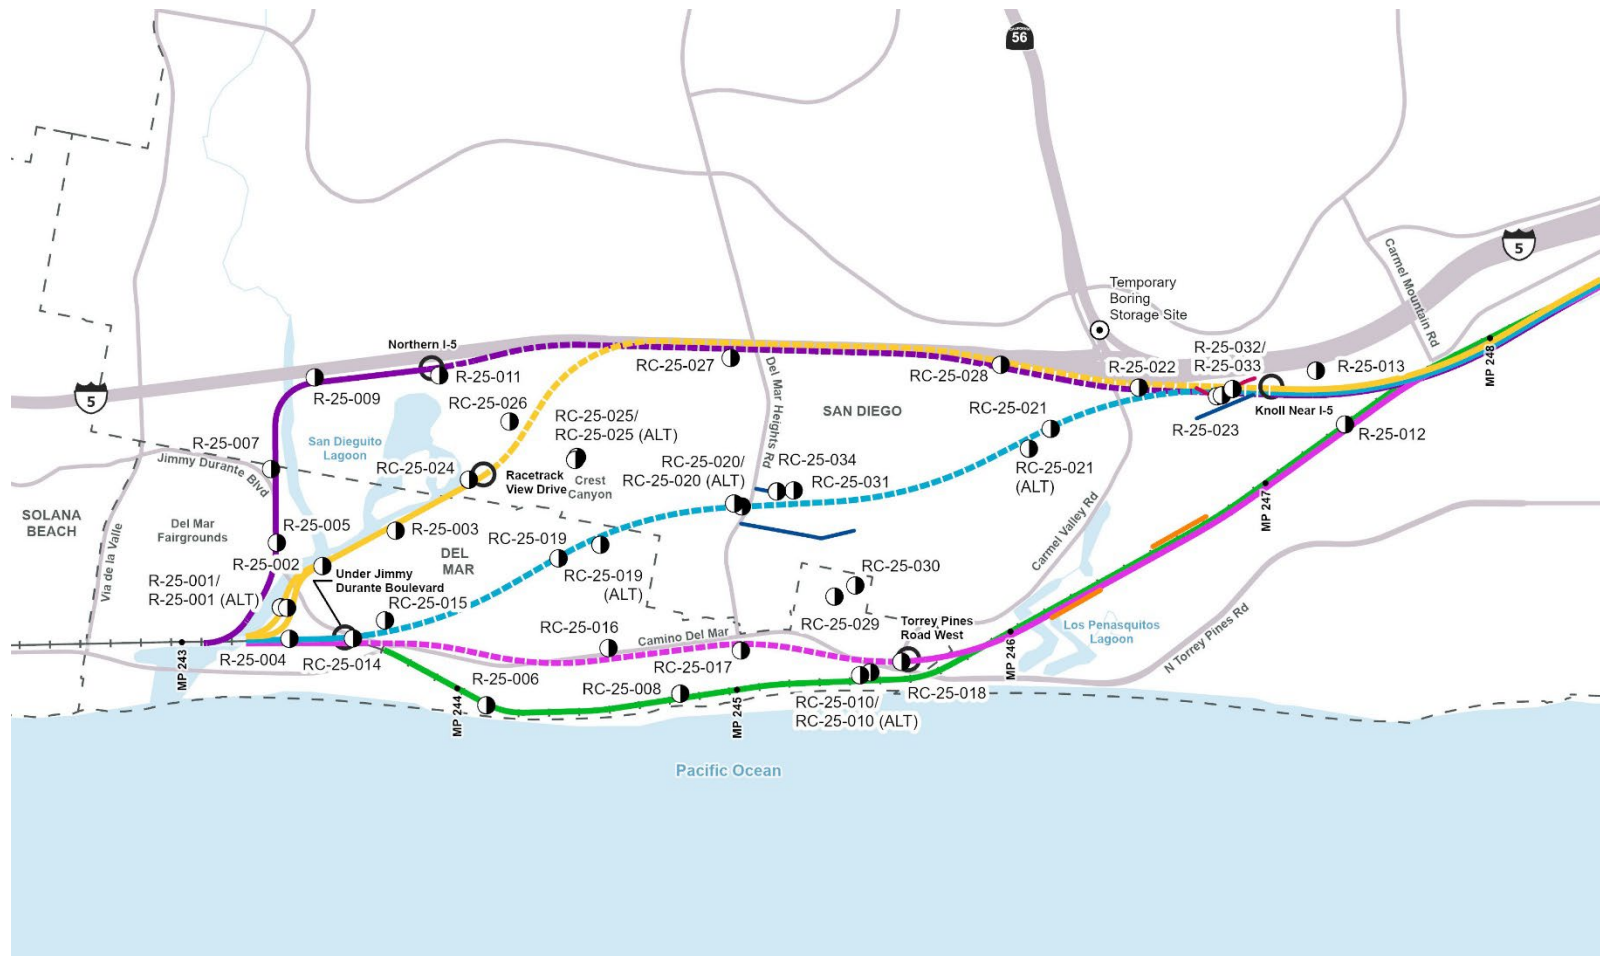 CALIFORNIA
56
5
Carmel Mountain Rd
Temporary
Boring
Storage Site
Northern I-5
R-25-011
R-25-009
5
RC-25-027
Del Mar Heights Rd
RC-25-028
R-25-022
R-25-032/
R-25-033
R-25-013
MP 248
Knoll Near I-5
R-25-023
R-25-012
RC-25-026
RC-25-025/
RC-25-025 (ALT)
SAN DIEGO
RC-25-021
RC-25-021
(ALT)
R-25-007
Jimmy Durante Blvd
San Dieguito
Lagoon
RC-25-024
Racetrack
View Drive
Crest
Canyon
RC-25-020/
RC-25-020 (ALT)
RC-25-034
RC-25-031
MP 247
SOLANA
BEACH
Via de la Valle
Del Mar
Fairgrounds
R-25-005
R-25-003
R-25-002
DEL
MAR
RC-25-019
RC-25-019
(ALT)
Carmel Valley Rd
R-25-001/
R-25-001 (ALT)
Under Jimmy
Durante Boulevard
RC-25-015
RC-25-030
RC-25-029
Torrey Pines
Road West
Los Penasquitos
Lagoon
N Torrey Pines Rd
MP 243
R-25-004
RC-25-014
RC-25-016
Camino Del Mar
RC-25-017
MP 246
R-25-006
MP 244
RC-25-008
MP 245
RC-25-010/
RC-25-010 (ALT)
RC-25-018
Pacific Ocean